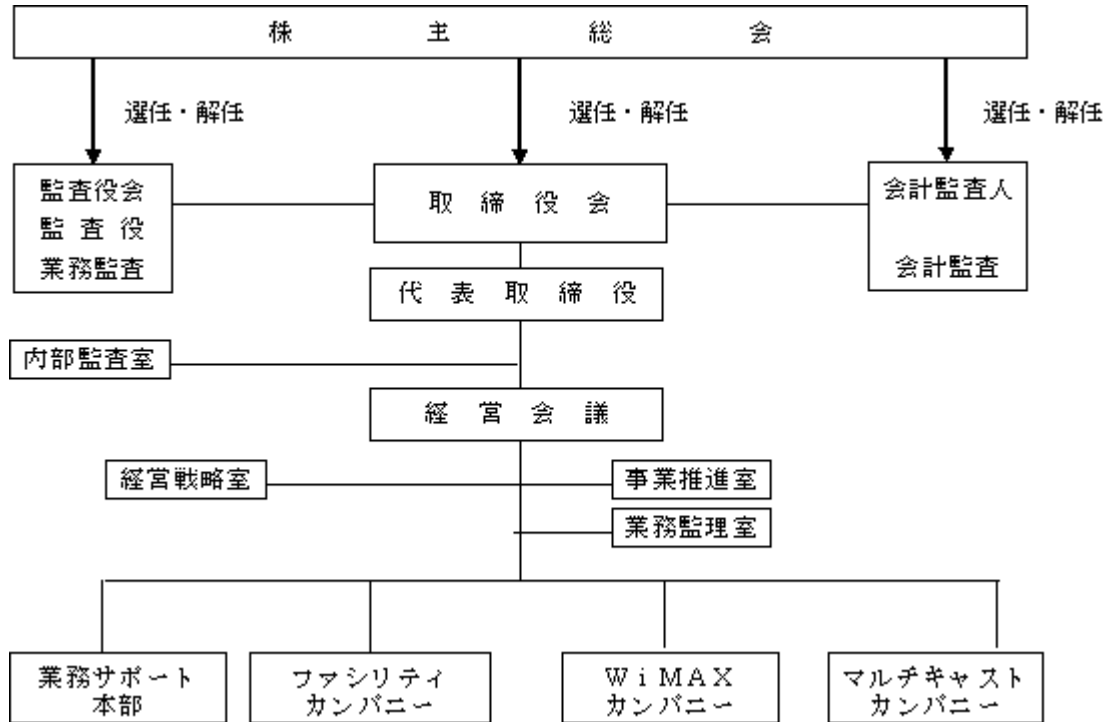 株主総会
選任・解任
選任・解任
選任・解任
監査役会
監査役
業務監査
取締役会
会計監査人
会計監査
代表取締役
内部監査室
経営会議
経営戦略室
事業推進室
業務監理室
業務サポート
本部
ファシリティ
カンパニー
WiMAX
カンパニー
マルチキャスト
カンパニー